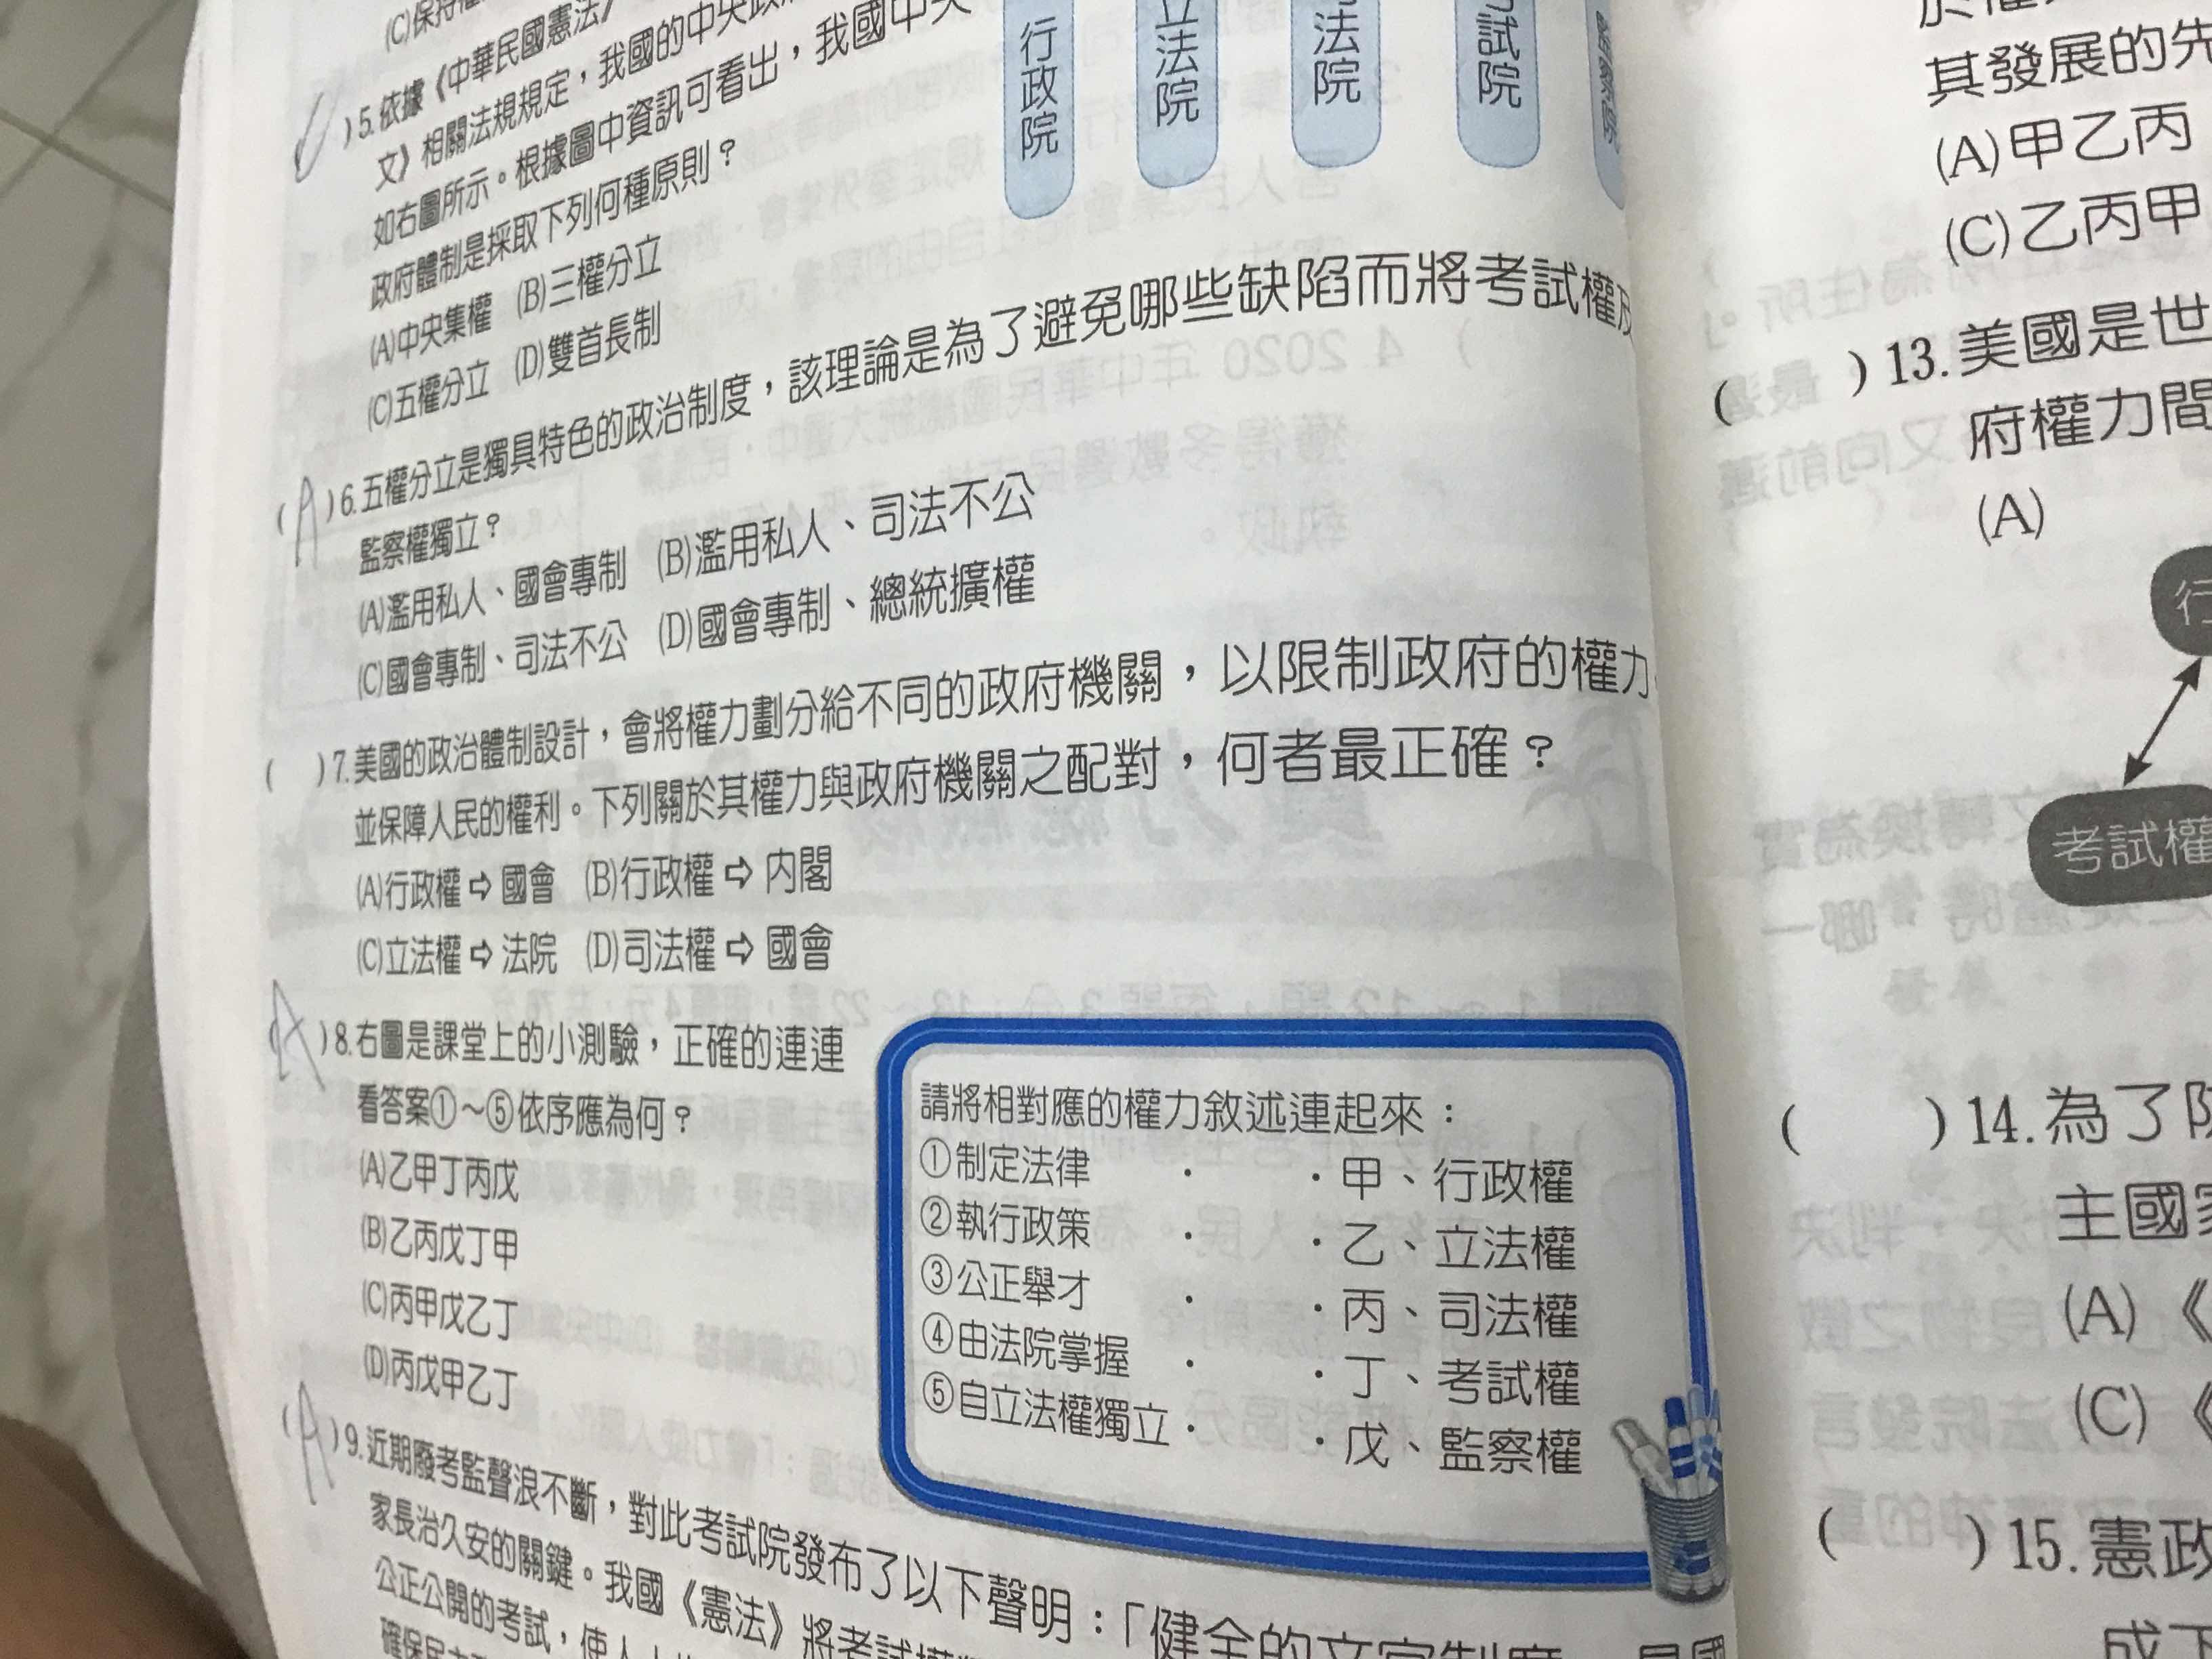 (C)保持權
)5.依據《中華民國憲法》
文》相關法規規定，我國的中央政
如右圖所示。根據圖中資訊可看出，我國中央
政府體制是採取下列何種原則？
(A)中央集權 (B)三權分立
(C)五權分立 (D)雙首長制
行政院
立法院
法院
試院
(A)6.五權分立是獨具特色的政治制度，該理論是為了避免哪些缺陷而將考試權及
監察權獨立？
(A)濫用私人、國會專制 (B)濫用私人、司法不公
(C)國會專制、司法不公 (D)國會專制、總統擴權
( )7.美國的政治體制設計，會將權力劃分給不同的政府機關，以限制政府的權力
並保障人民的權利。下列關於其權力與政府機關之配對，何者最正確？
(A)行政權⇨國會 (B)行政權⇨內閣
(C)立法權⇨法院 (D)司法權⇨國會
(A)8.右圖是課堂上的小測驗，正確的連連
看答案①～⑤依序應為何？
(A)乙甲丁丙戊
(B)乙丙戊丁甲
(C)丙甲戊乙丁
(D)丙戊甲乙丁
請將相對應的權力敘述連起來：
①制定法律 ・ ・甲、行政權
②執行政策 ・ ・乙、立法權
③公正舉才 ・ ・丙、司法權
④由法院掌握 ・ ・丁、考試權
⑤自立法權獨立・ ・戊、監察權
(A)9.近期廢考監聲浪不斷，對此考試院發布了以下聲明：「健全的文官制度，是國
家長治久安的關鍵。我國《憲法》將考試權
公正公開的考試，使人人
確保民主
其發展的先
(A)甲乙丙
(C)乙丙甲
( )13.美國是世
府權力間
(A)
行
考試權
( )14.為了防
主國家
(A)《
(C)《
( )15.憲政
成下